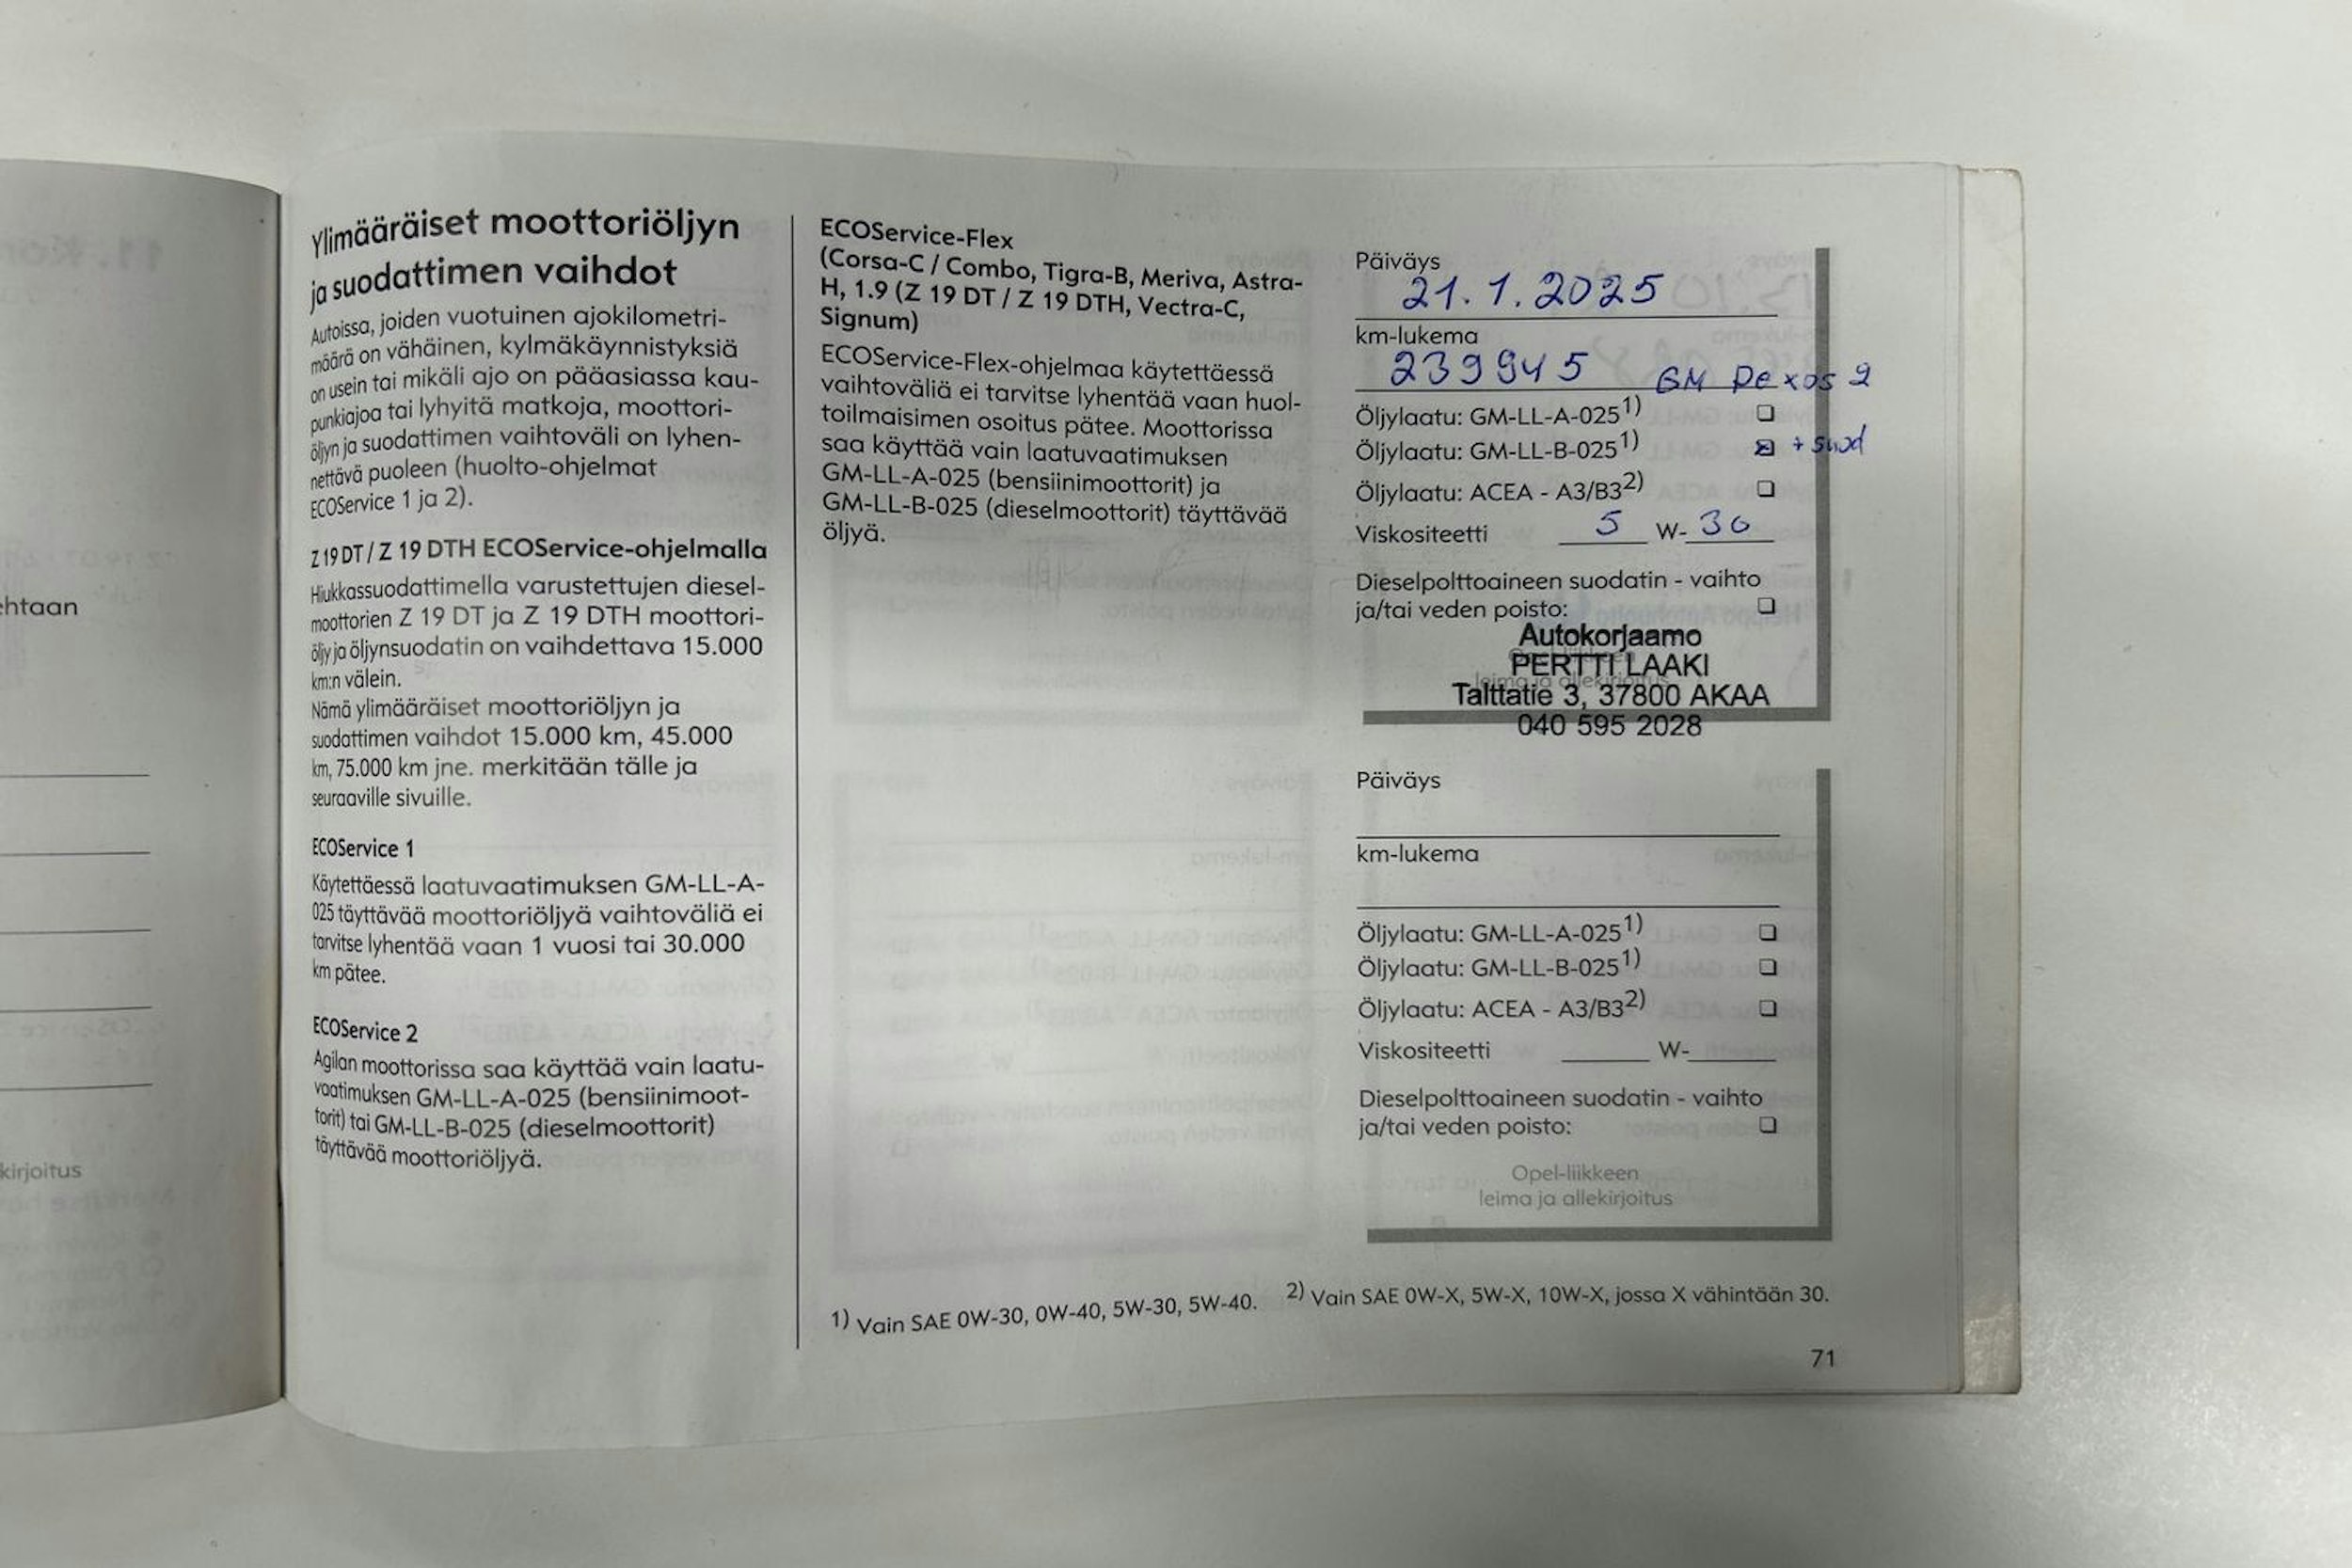 htaan
kirjoitus
Ylimääräiset moottoriöljyn
ja suodattimen vaihdot
Autoissa, joiden vuotuinen ajokilometri-
määrä on vähäinen, kylmäkäynnistyksiä
on usein tai mikäli ajo on pääasiassa kau-
punkiajoa tai lyhyitä matkoja, moottori-
öljyn ja suodattimen vaihtoväli on lyhen-
nettävä puoleen (huolto-ohjelmat
ECOService 1 ja 2).
Z 19 DT / Z 19 DTH ECOService-ohjelmalla
Hiukkassuodattimella varustettujen diesel-
moottorien Z 19 DT ja Z 19 DTH moottori-
öljy ja öljynsuodatin on vaihdettava 15.000
km:n välein.
Nämä ylimääräiset moottoriöljyn ja
suodattimen vaihdot 15.000 km, 45.000
km, 75.000 km jne. merkitään tälle ja
seuraaville sivuille.
ECOService 1
Käytettäessä laatuvaatimuksen GM-LL-A-
025 täyttävää moottoriöljyä vaihtoväliä ei
tarvitse lyhentää vaan 1 vuosi tai 30.000
km pätee.
ECOService 2
Agilan moottorissa saa käyttää vain laatu-
vaatimuksen GM-LL-A-025 (bensiinimoot-
torit) tai GM-LL-B-025 (dieselmoottorit)
täyttävää moottoriöljyä.
ECOService-Flex
(Corsa-C / Combo, Tigra-B, Meriva, Astra-
H, 1.9 (Z 19 DT / Z 19 DTH, Vectra-C,
Signum)
ECOService-Flex-ohjelmaa käytettäessä
vaihtoväliä ei tarvitse lyhentää vaan huol-
toilmaisimen osoitus pätee. Moottorissa
saa käyttää vain laatuvaatimuksen
GM-LL-A-025 (bensiinimoottorit) ja
GM-LL-B-025 (dieselmoottorit) täyttävää
öljyä.
Päiväys
21.1.2025
km-lukema
239945 GM Dexos 2
Öljylaatu: GM-LL-A-025 1) ❏
Öljylaatu: GM-LL-B-025 1) ☒ + suod
Öljylaatu: ACEA - A3/B3 2) ❏
Viskositeetti 5 W- 30
Dieselpolttoaineen suodatin - vaihto
ja/tai veden poisto: ❏
Opel-liikkeen
leima ja allekirjoitus
Autokorjaamo
PERTTI LAAKI
Talttatie 3, 37800 AKAA
040 595 2028
Päiväys
km-lukema
Öljylaatu: GM-LL-A-025 1) ❏
Öljylaatu: GM-LL-B-025 1) ❏
Öljylaatu: ACEA - A3/B3 2) ❏
Viskositeetti ____ W-____
Dieselpolttoaineen suodatin - vaihto
ja/tai veden poisto: ❏
Opel-liikkeen
leima ja allekirjoitus
1) Vain SAE 0W-30, 0W-40, 5W-30, 5W-40. 2) Vain SAE 0W-X, 5W-X, 10W-X, jossa X vähintään 30.
71